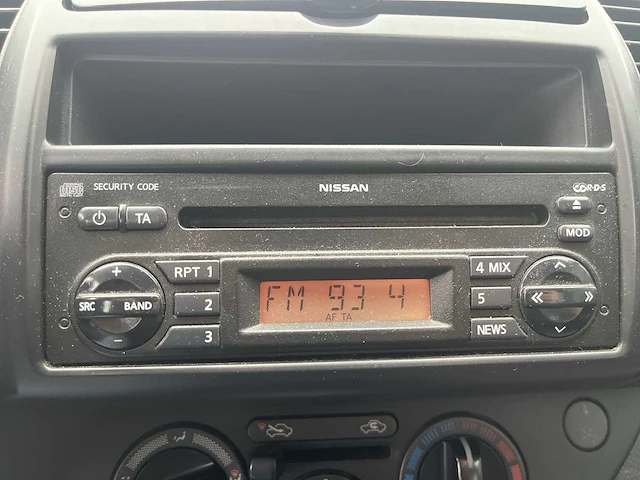 SECURITY CODE NISSAN R·D·S
TA
MOD
RPT 1 4 MIX
SRC BAND 2 FM 93 4 5
AF TA
3 NEWS